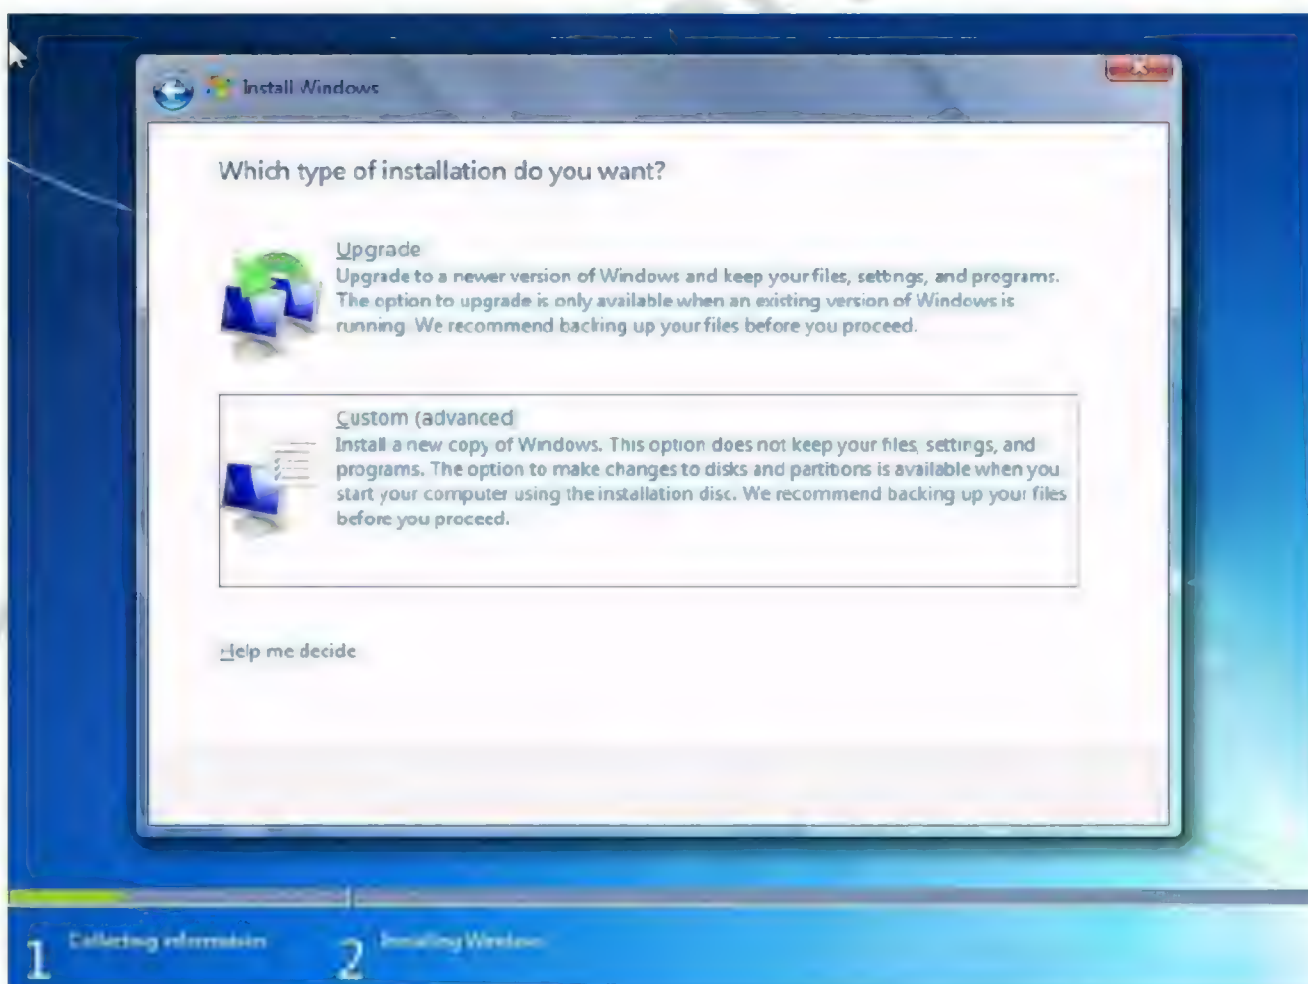 Install Windows
Which type of installation do you want?
Upgrade
Upgrade to a newer version of Windows and keep your files, settings, and programs.
The option to upgrade is only available when an existing version of Windows is
running. We recommend backing up your files before you proceed.
Custom (advanced
Install a new copy of Windows. This option does not keep your files, settings, and
programs. The option to make changes to disks and partitions is available when you
start your computer using the installation disc. We recommend backing up your files
before you proceed.
Help me decide
1 Collecting information
2 Installing Windows